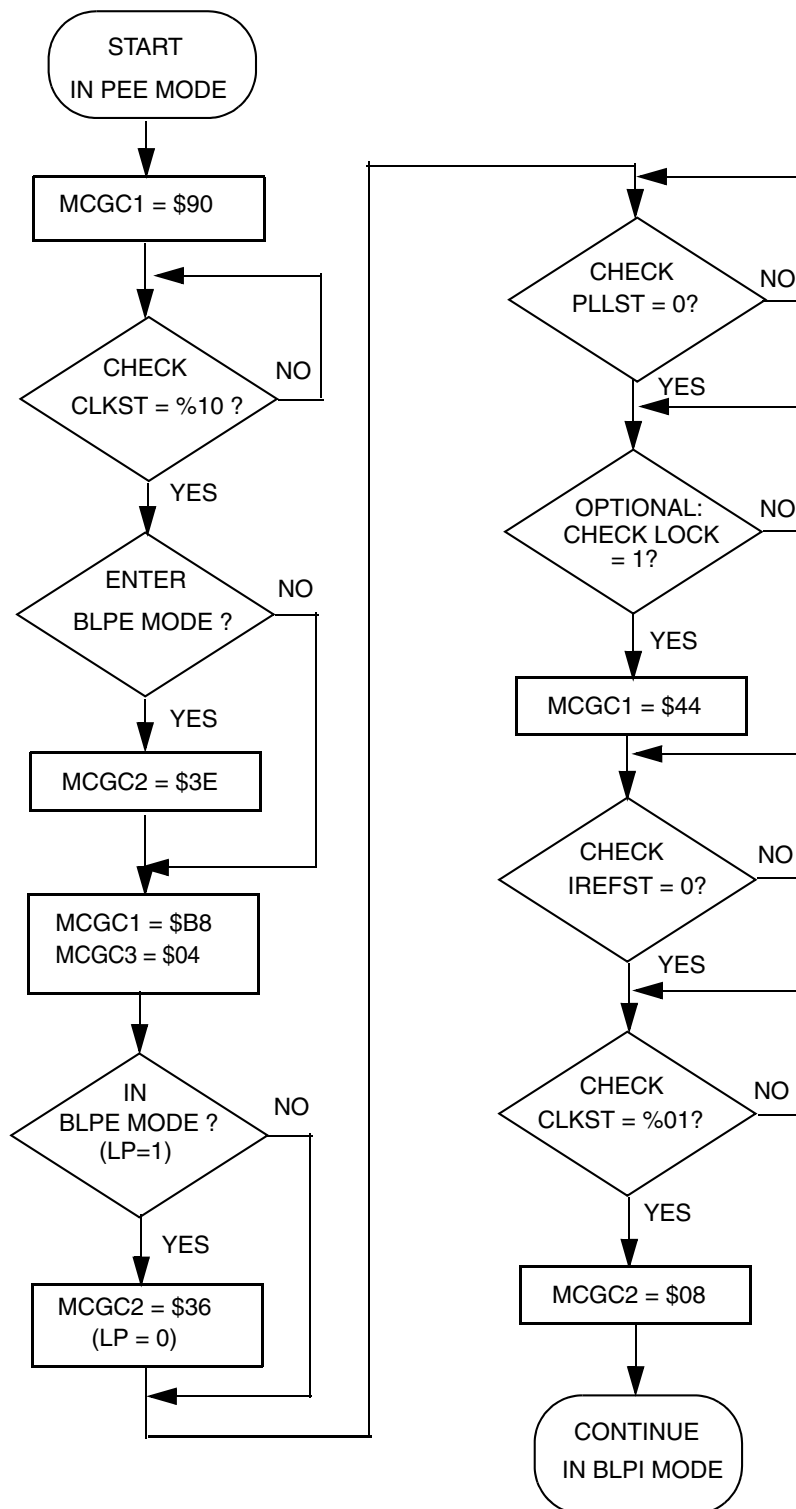 START
IN PEE MODE
MCGC1 = $90
CHECK
CLKST = %10 ?
NO
YES
ENTER
BLPE MODE ?
NO
YES
MCGC2 = $3E
MCGC1 = $B8
MCGC3 = $04
IN
BLPE MODE ?
(LP=1)
NO
YES
MCGC2 = $36
(LP = 0)
CHECK
PLLST = 0?
NO
YES
OPTIONAL:
CHECK LOCK
= 1?
NO
YES
MCGC1 = $44
CHECK
IREFST = 0?
NO
YES
CHECK
CLKST = %01?
NO
YES
MCGC2 = $08
CONTINUE
IN BLPI MODE